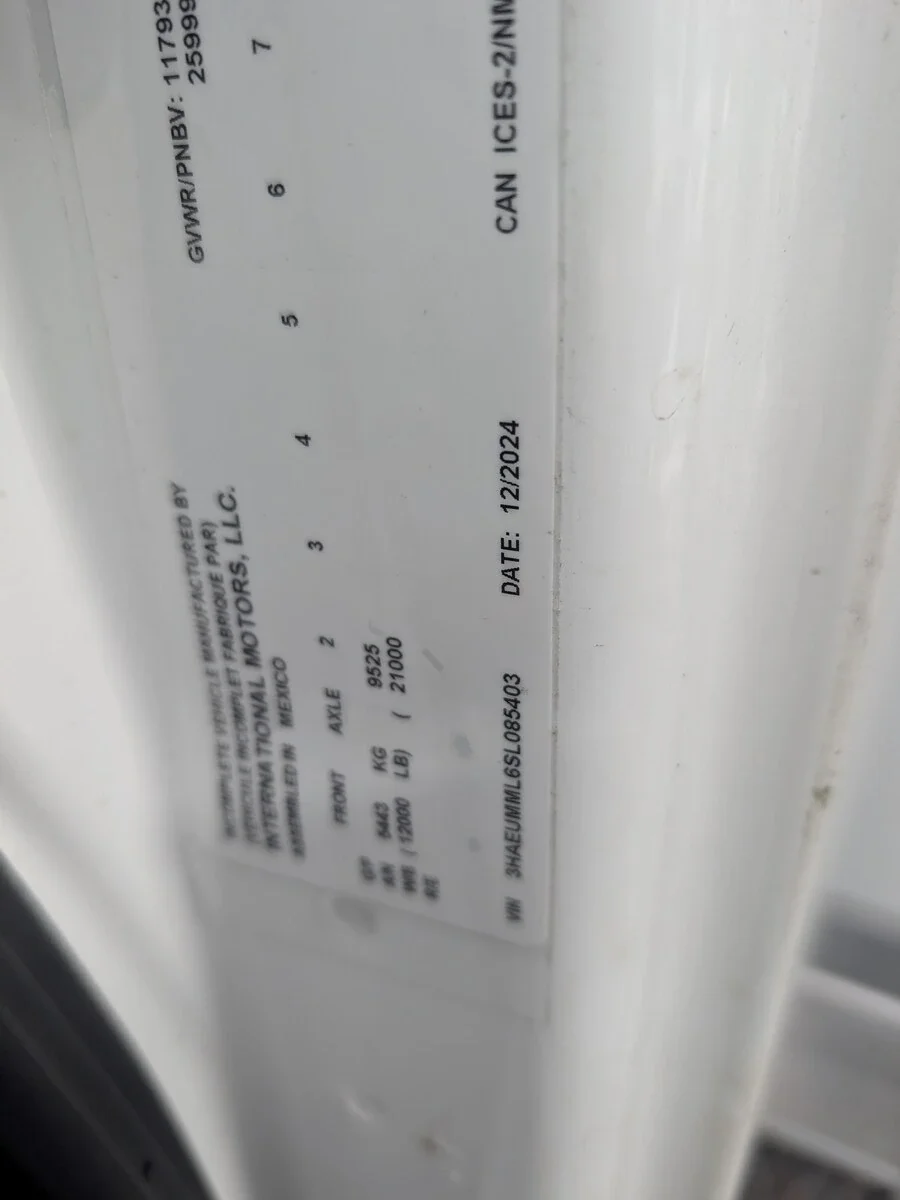 INCOMPLETE VEHICLE MANUFACTURED BY
(VEHICULE INCOMPLET FABRIQUE PAR)
INTERNATIONAL MOTORS, LLC.
ASSEMBLED IN MEXICO
GVWR/PNBV: 11793
25999
FRONT AXLE 2 3 4 5 6 7
5443 KG 9525
(12000 LB) ( 21000
VIN 3HAEUMML6SL085403 DATE: 12/2024 CAN ICES-2/NM